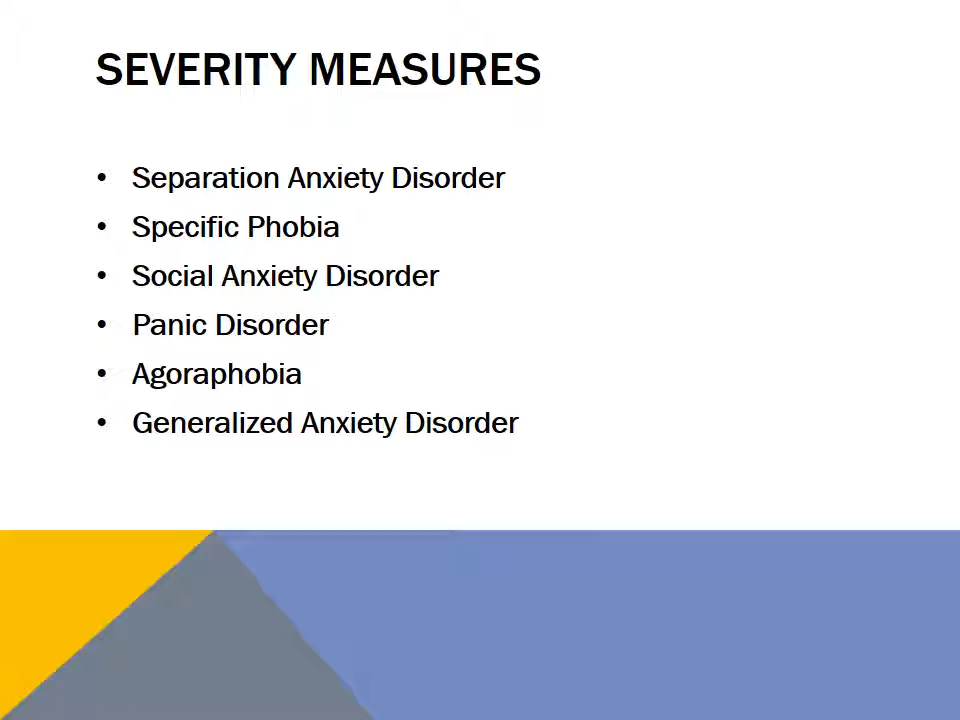 SEVERITY MEASURES
• Separation Anxiety Disorder
• Specific Phobia
• Social Anxiety Disorder
• Panic Disorder
• Agoraphobia
• Generalized Anxiety Disorder